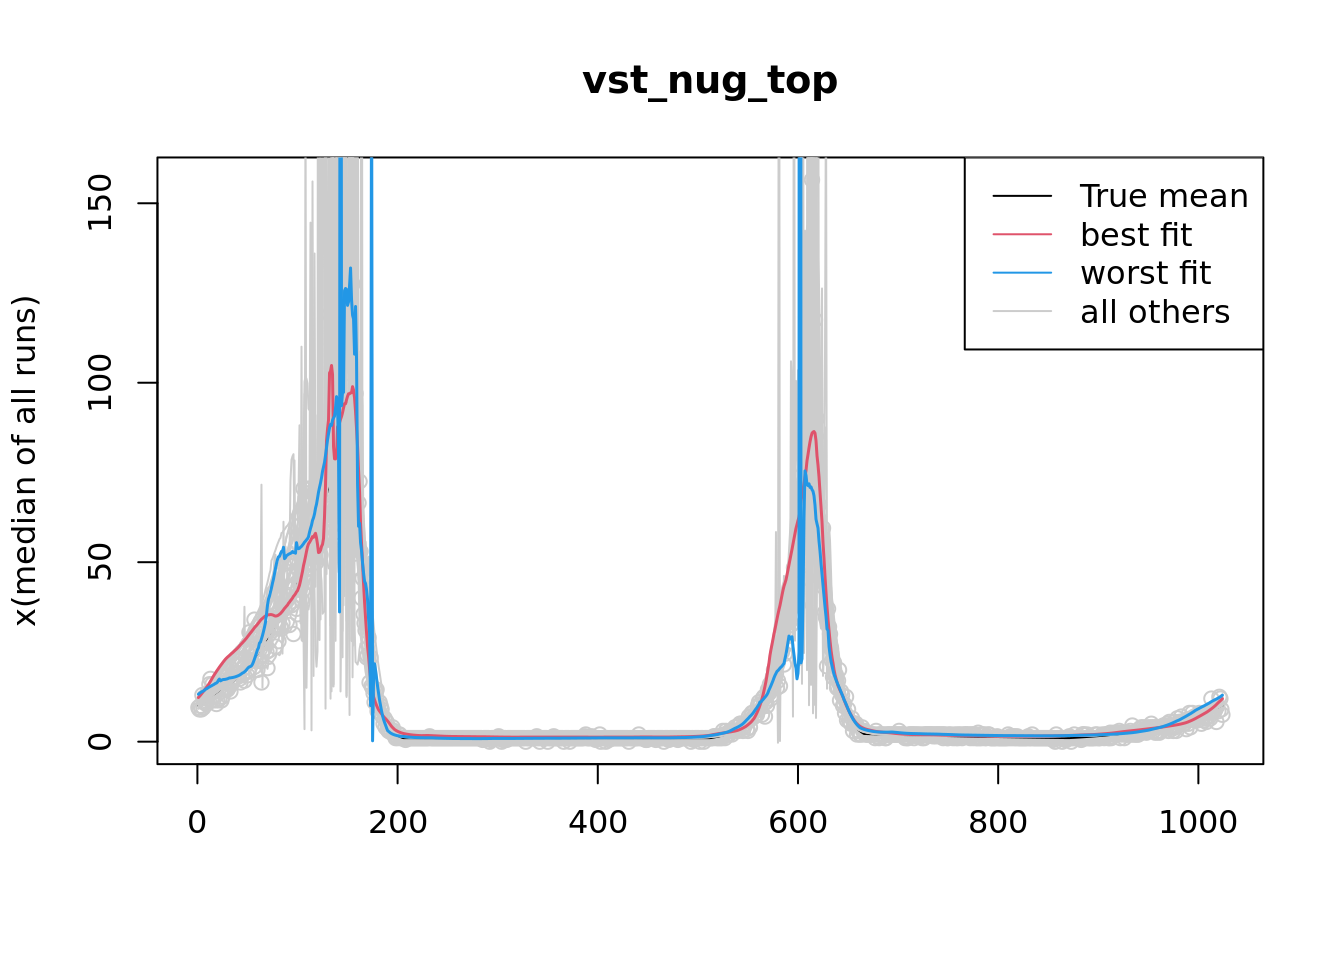 vst_nug_top
True mean
best fit
worst fit
all others
x(median of all runs)
150
100
50
0
0 200 400 600 800 1000